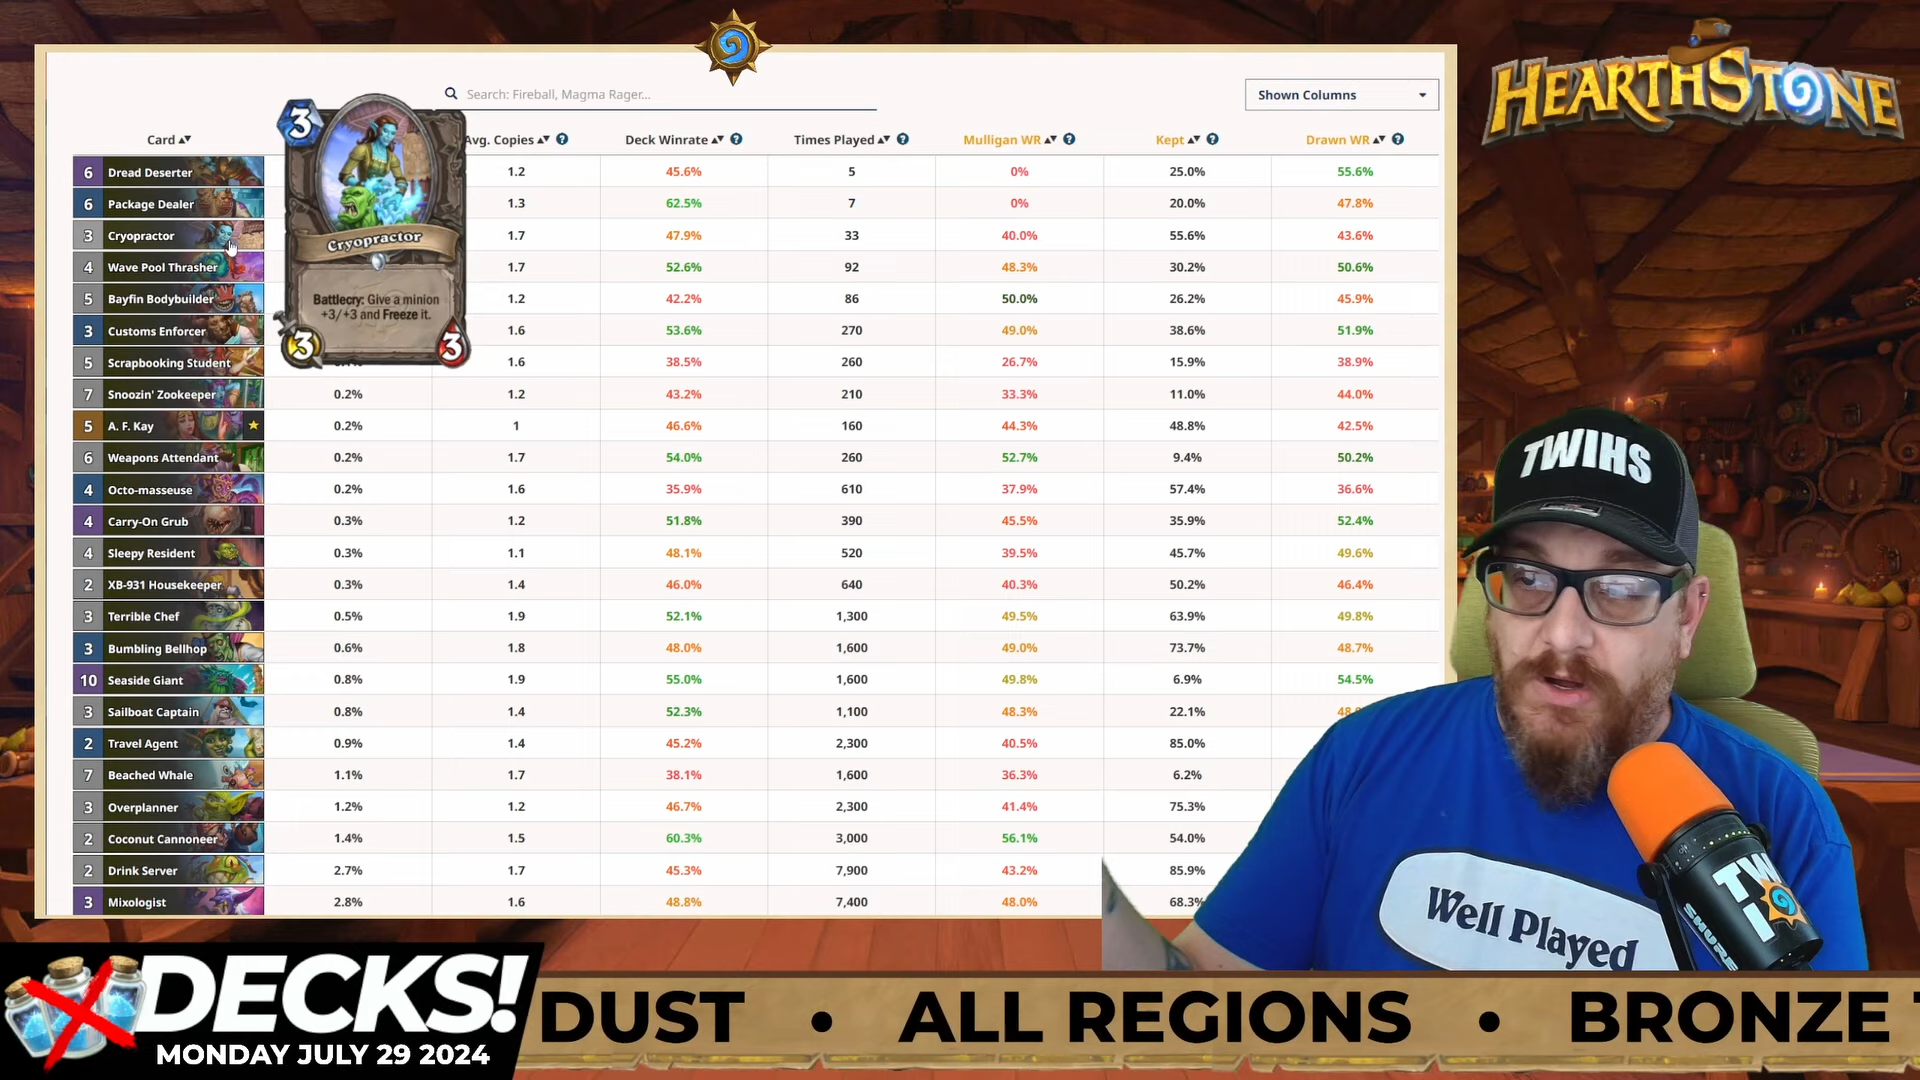 HEARTHSTONE
Search: Fireball, Magma Rager...
Shown Columns
Card Avg. Copies ? Deck Winrate ? Times Played ? Mulligan WR ? Kept ? Drawn WR ?
6 Dread Deserter 1.2 45.6% 5 0% 25.0% 55.6%
6 Package Dealer 1.3 62.5% 7 0% 20.0% 47.8%
3 Cryopractor 1.7 47.9% 33 40.0% 55.6% 43.6%
4 Wave Pool Thrasher 1.7 52.6% 92 48.3% 30.2% 50.6%
5 Bayfin Bodybuilder 1.2 42.2% 86 50.0% 26.2% 45.9%
3 Customs Enforcer 1.6 53.6% 270 49.0% 38.6% 51.9%
5 Scrapbooking Student 1.6 38.5% 260 26.7% 15.9% 38.9%
7 Snoozin' Zookeeper 0.2% 1.2 43.2% 210 33.3% 11.0% 44.0%
5 A. F. Kay 0.2% 1 46.6% 160 44.3% 48.8% 42.5%
6 Weapons Attendant 0.2% 1.7 54.0% 260 52.7% 9.4% 50.2%
4 Octo-masseuse 0.2% 1.6 35.9% 610 37.9% 57.4% 36.6%
4 Carry-On Grub 0.3% 1.2 51.8% 390 45.5% 35.9% 52.4%
4 Sleepy Resident 0.3% 1.1 48.1% 520 39.5% 45.7% 49.6%
2 XB-931 Housekeeper 0.3% 1.4 46.0% 640 40.3% 50.2% 46.4%
3 Terrible Chef 0.5% 1.9 52.1% 1,300 49.5% 63.9% 49.8%
3 Bumbling Bellhop 0.6% 1.8 48.0% 1,600 49.0% 73.7% 48.7%
10 Seaside Giant 0.8% 1.9 55.0% 1,600 49.8% 6.9% 54.5%
3 Sailboat Captain 0.8% 1.4 52.3% 1,100 48.3% 22.1%
2 Travel Agent 0.9% 1.4 45.2% 2,300 40.5% 85.0%
7 Beached Whale 1.1% 1.7 38.1% 1,600 36.3% 6.2%
3 Overplanner 1.2% 1.2 46.7% 2,300 41.4% 75.3%
2 Coconut Cannoneer 1.4% 1.5 60.3% 3,000 56.1% 54.0%
2 Drink Server 2.7% 1.7 45.3% 7,900 43.2% 85.9%
3 Mixologist 2.8% 1.6 48.8% 7,400 48.0% 68.3%
3
Cryopractor
Battlecry: Give a minion
+3/+3 and Freeze it.
3 3
TWIHS
Well Played
SHURE
DECKS!
MONDAY JULY 29 2024
DUST • ALL REGIONS • BRONZE